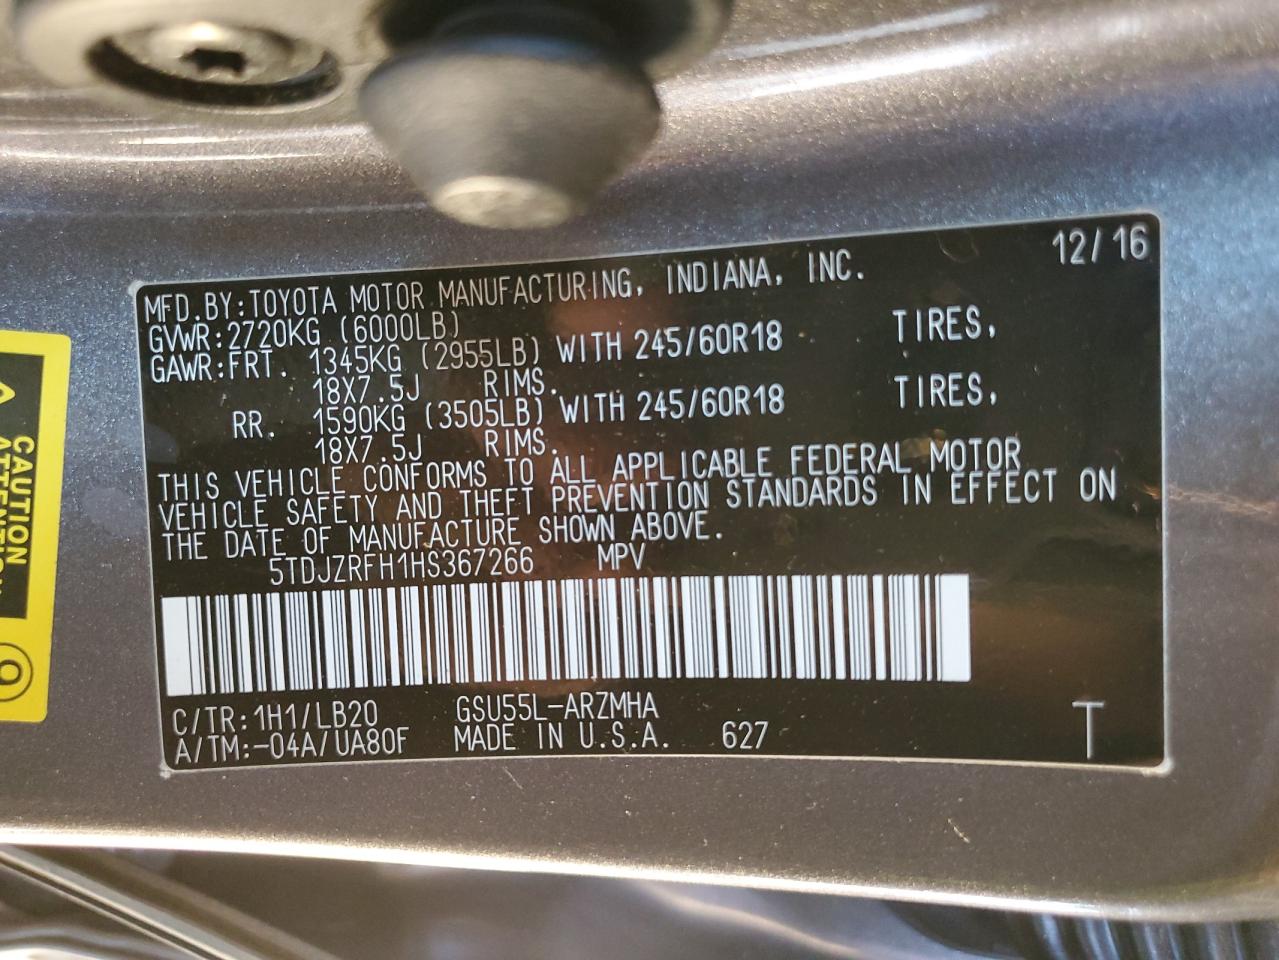 12/16
MFD.BY:TOYOTA MOTOR MANUFACTURING, INDIANA, INC.
GVWR:2720KG (6000LB)
GAWR:FRT. 1345KG (2955LB) WITH 245/60R18 TIRES,
18X7.5J RIMS.
RR. 1590KG (3505LB) WITH 245/60R18 TIRES,
18X7.5J RIMS.
THIS VEHICLE CONFORMS TO ALL APPLICABLE FEDERAL MOTOR
VEHICLE SAFETY AND THEFT PREVENTION STANDARDS IN EFFECT ON
THE DATE OF MANUFACTURE SHOWN ABOVE.
5TDJZRFH1HS367266 MPV
C/TR:1H1/LB20 GSU55L-ARZMHA
A/TM:-04A/UA80F MADE IN U.S.A. 627 T
CAUTION
ATTENTION